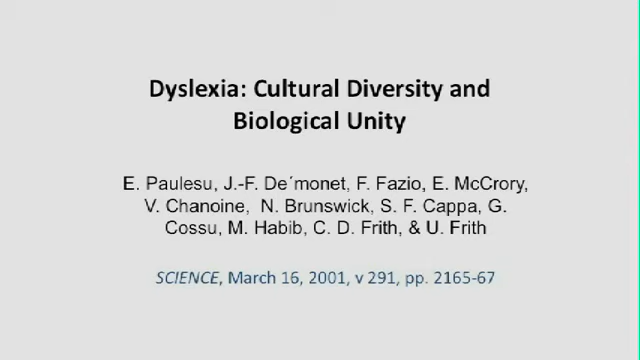 Dyslexia: Cultural Diversity and
Biological Unity
E. Paulesu, J.-F. De´monet, F. Fazio, E. McCrory,
V. Chanoine, N. Brunswick, S. F. Cappa, G.
Cossu, M. Habib, C. D. Frith, & U. Frith
SCIENCE, March 16, 2001, v 291, pp. 2165-67